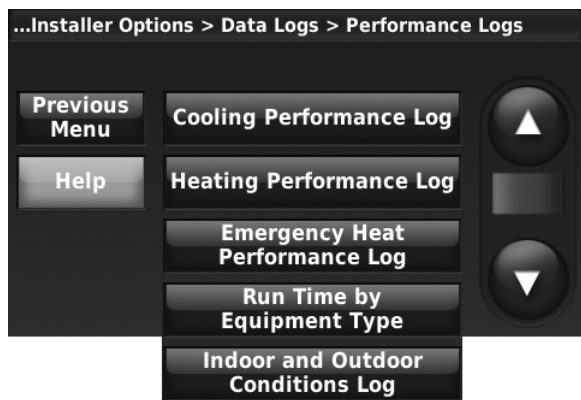 ...Installer Options > Data Logs > Performance Logs
Previous
Menu
Cooling Performance Log
Help
Heating Performance Log
Emergency Heat
Performance Log
Run Time by
Equipment Type
Indoor and Outdoor
Conditions Log